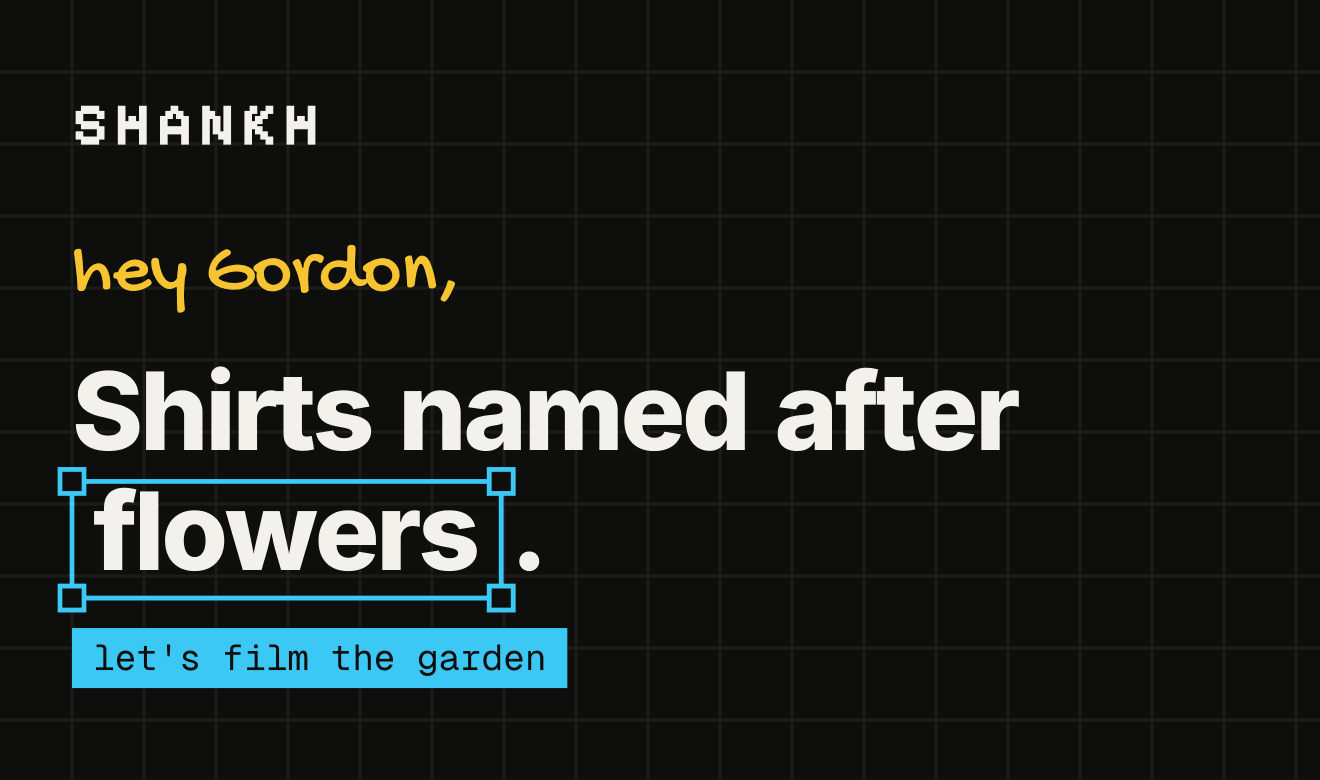 SHANKH
hey Gordon,
Shirts named after
flowers .
let's film the garden